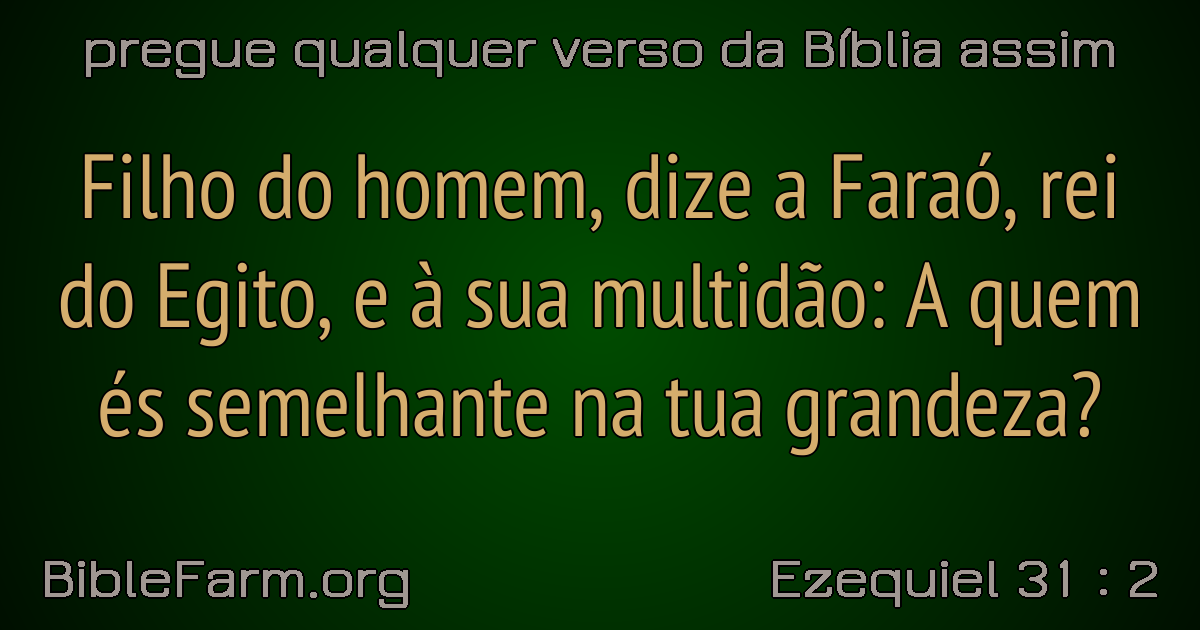 pregue qualquer verso da Bíblia assim
Filho do homem, dize a Faraó, rei
do Egito, e à sua multidão: A quem
és semelhante na tua grandeza?
BibleFarm.org
Ezequiel 31 : 2